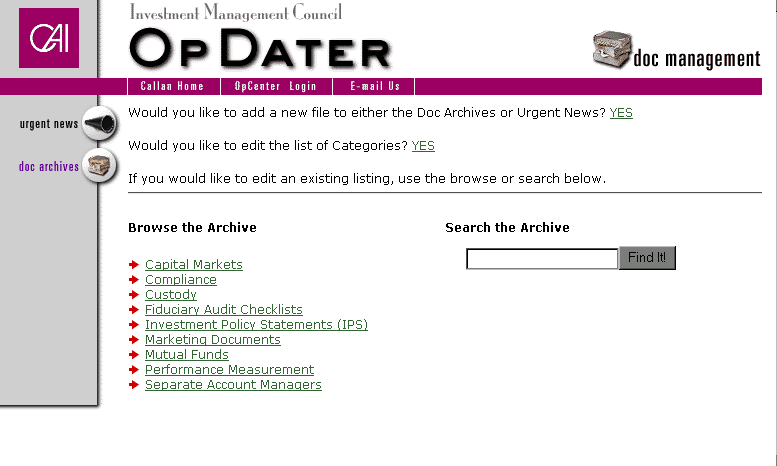 CAI
Investment Management Council
OPDATER
doc management
Callan Home
OpCenter Login
E-mail Us
urgent news
doc archives
Would you like to add a new file to either the Doc Archives or Urgent News? YES
Would you like to edit the list of Categories? YES
If you would like to edit an existing listing, use the browse or search below.
Browse the Archive
Capital Markets
Compliance
Custody
Fiduciary Audit Checklists
Investment Policy Statements (IPS)
Marketing Documents
Mutual Funds
Performance Measurement
Separate Account Managers
Search the Archive
Find It!